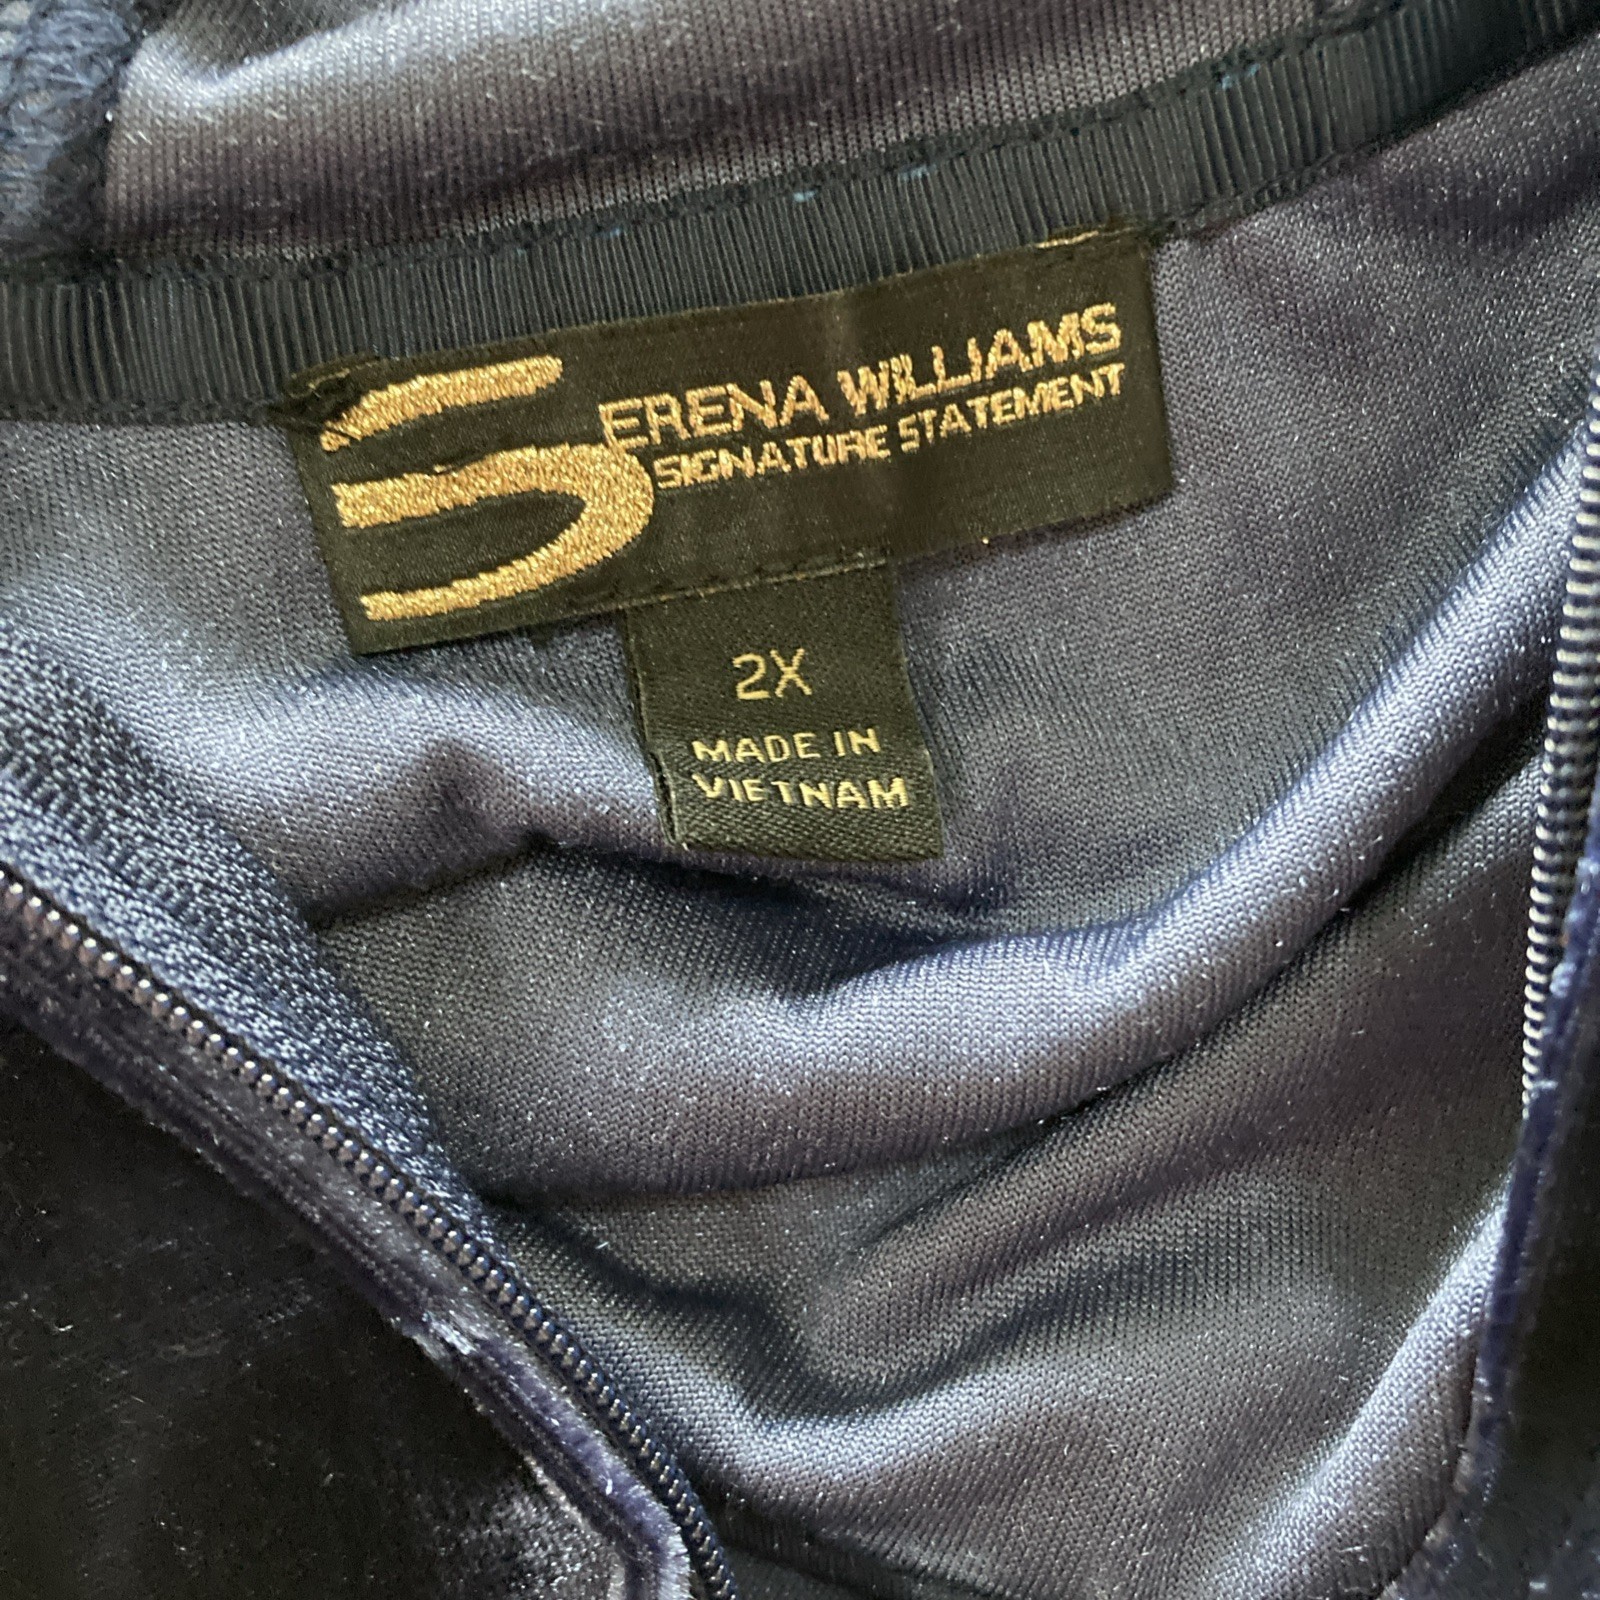 SERENA WILLIAMS
SIGNATURE STATEMENT
2X
MADE IN
VIETNAM